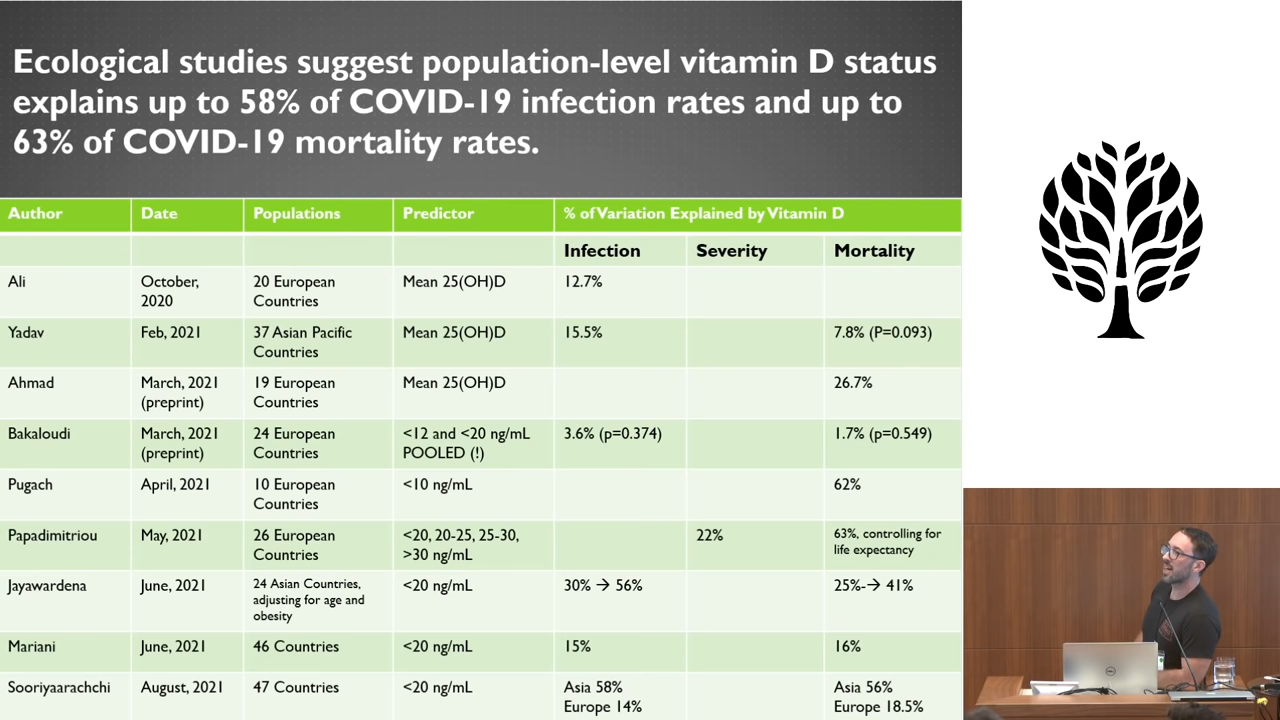 Ecological studies suggest population-level vitamin D status
explains up to 58% of COVID-19 infection rates and up to
63% of COVID-19 mortality rates.
Author Date Populations Predictor % of Variation Explained by Vitamin D
Infection Severity Mortality
Ali October, 2020 20 European Countries Mean 25(OH)D 12.7%
Yadav Feb, 2021 37 Asian Pacific Countries Mean 25(OH)D 15.5% 7.8% (P=0.093)
Ahmad March, 2021 (preprint) 19 European Countries Mean 25(OH)D 26.7%
Bakaloudi March, 2021 (preprint) 24 European Countries <12 and <20 ng/mL POOLED (!) 3.6% (p=0.374) 1.7% (p=0.549)
Pugach April, 2021 10 European Countries <10 ng/mL 62%
Papadimitriou May, 2021 26 European Countries <20, 20-25, 25-30, >30 ng/mL 22% 63%, controlling for life expectancy
Jayawardena June, 2021 24 Asian Countries, adjusting for age and obesity <20 ng/mL 30% → 56% 25%-→ 41%
Mariani June, 2021 46 Countries <20 ng/mL 15% 16%
Sooriyaarachchi August, 2021 47 Countries <20 ng/mL Asia 58% Europe 14% Asia 56% Europe 18.5%
DELL